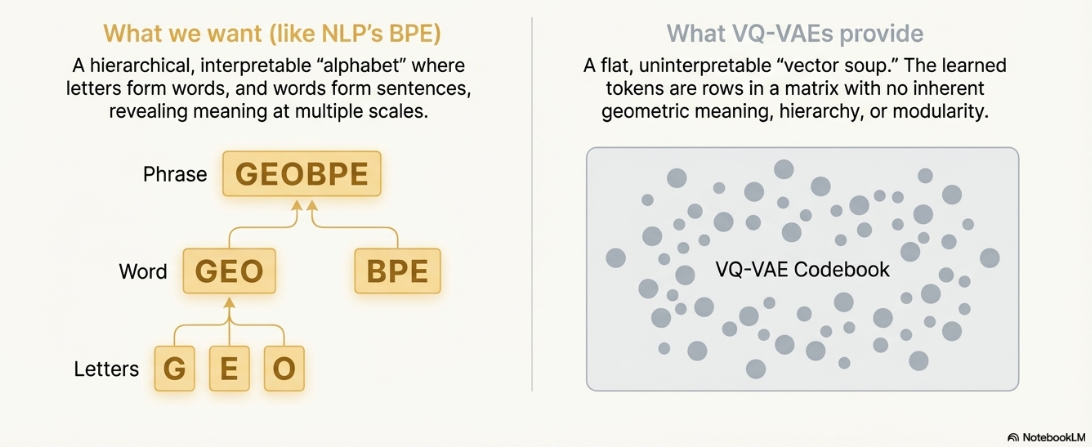 What we want (like NLP's BPE)
A hierarchical, interpretable “alphabet” where
letters form words, and words form sentences,
revealing meaning at multiple scales.
Phrase
GEOBPE
Word
GEO
BPE
Letters
G
E
O
What VQ-VAEs provide
A flat, uninterpretable “vector soup.” The learned
tokens are rows in a matrix with no inherent
geometric meaning, hierarchy, or modularity.
VQ-VAE Codebook
NotebookLM